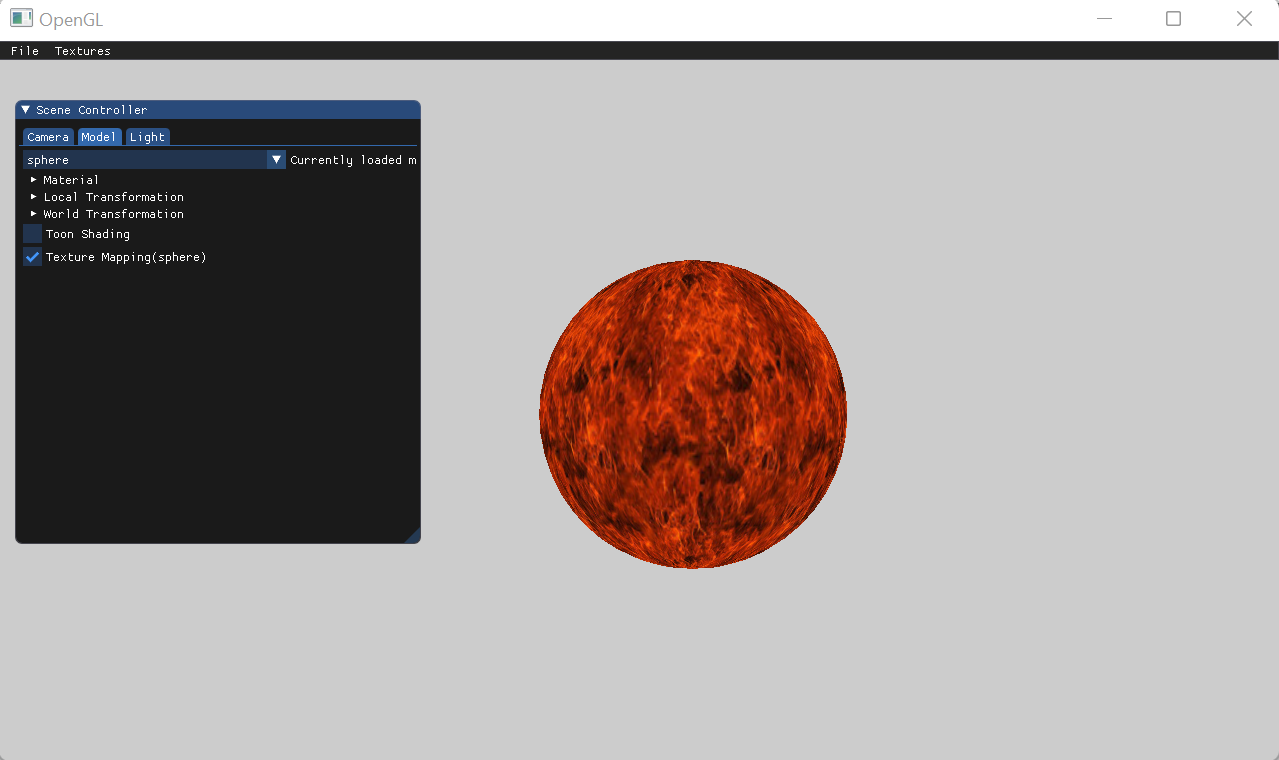 OpenGL
File Textures
Scene Controller
Camera Model Light
sphere Currently loaded m
Material
Local Transformation
World Transformation
Toon Shading
Texture Mapping(sphere)